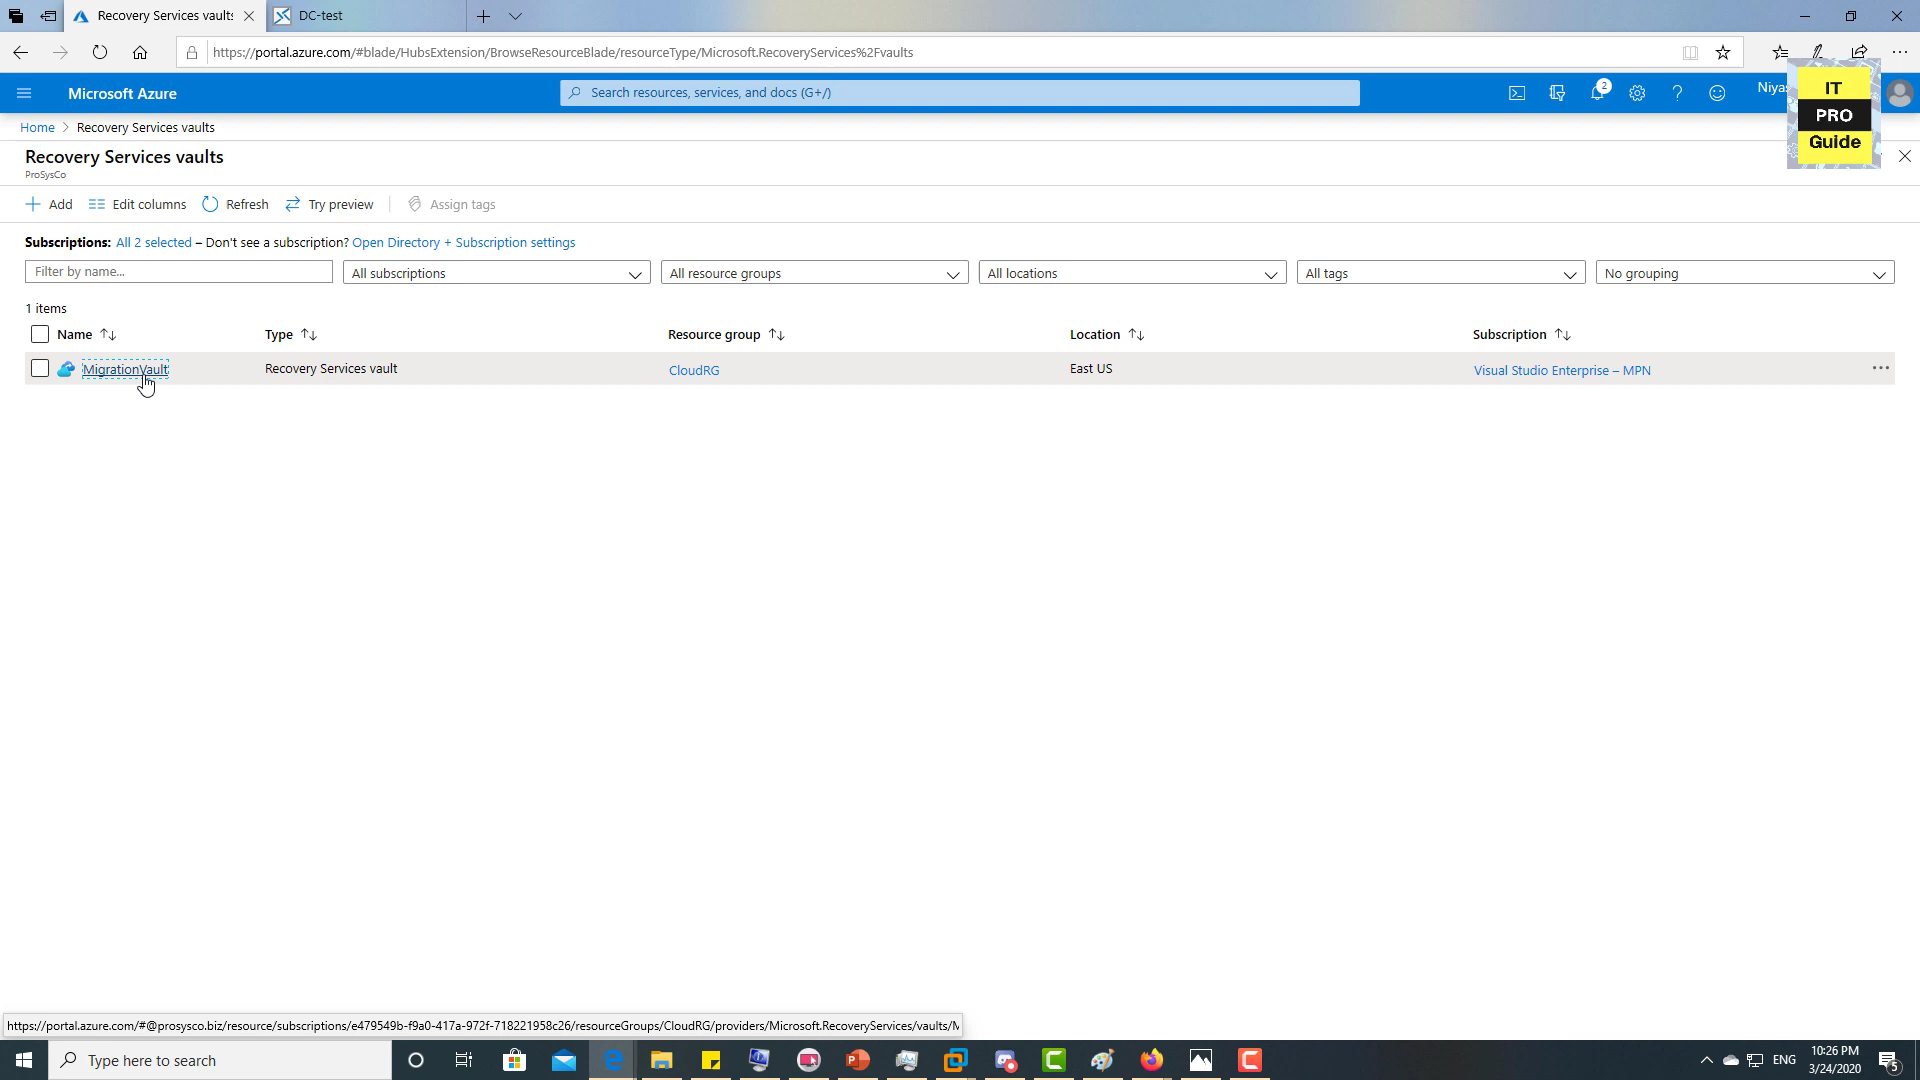 Recovery Services vaults
DC-test
https://portal.azure.com/#blade/HubsExtension/BrowseResourceBlade/resourceType/Microsoft.RecoveryServices%2Fvaults
Microsoft Azure
Search resources, services, and docs (G+/)
2
Niyas
IT
PRO
Guide
Home > Recovery Services vaults
Recovery Services vaults
ProSysCo
Add
Edit columns
Refresh
Try preview
Assign tags
Subscriptions: All 2 selected – Don't see a subscription? Open Directory + Subscription settings
Filter by name...
All subscriptions
All resource groups
All locations
All tags
No grouping
1 items
Name
Type
Resource group
Location
Subscription
MigrationVault
Recovery Services vault
CloudRG
East US
Visual Studio Enterprise – MPN
https://portal.azure.com/#@prosysco.biz/resource/subscriptions/e479549b-f9a0-417a-972f-718221958c26/resourceGroups/CloudRG/providers/Microsoft.RecoveryServices/vaults/M
Type here to search
ENG
10:26 PM
3/24/2020
5